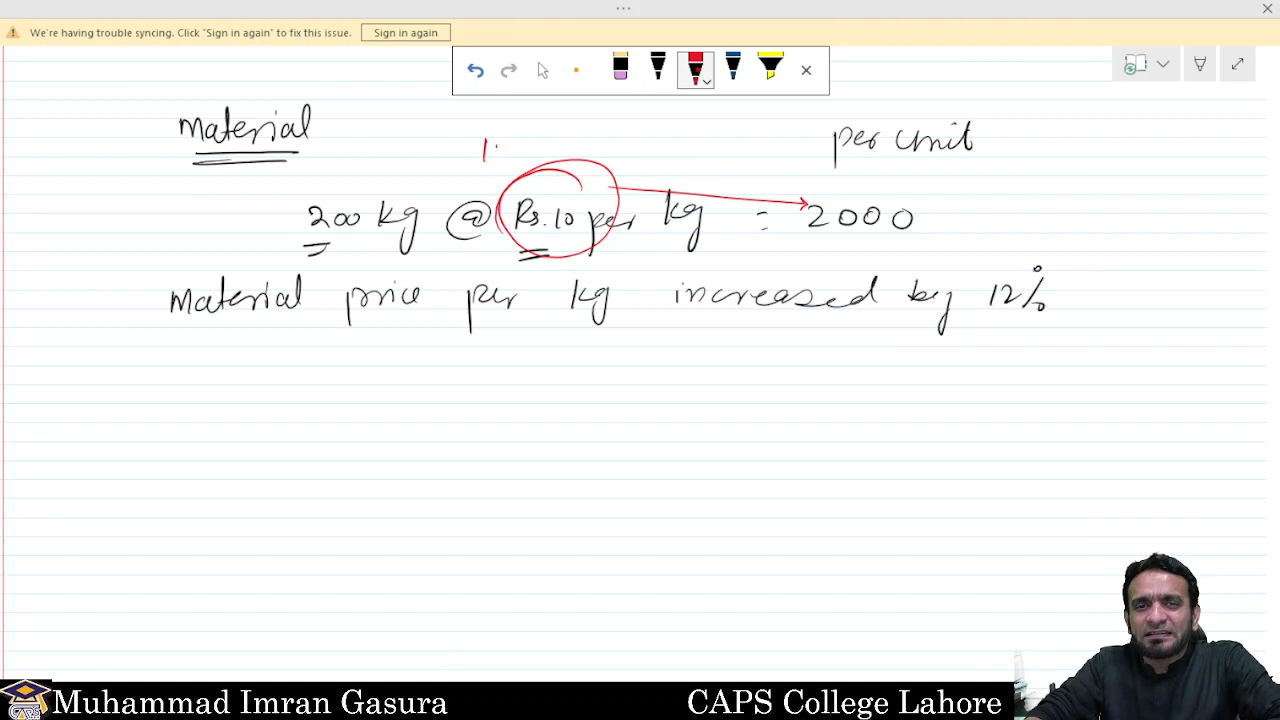 We're having trouble syncing. Click "Sign in again" to fix this issue. Sign in again
Material
per unit
1.
200 kg @ Rs. 10 per kg = 2000
Material price per kg increased by 12%
Muhammad Imran Gasura CAPS College Lahore